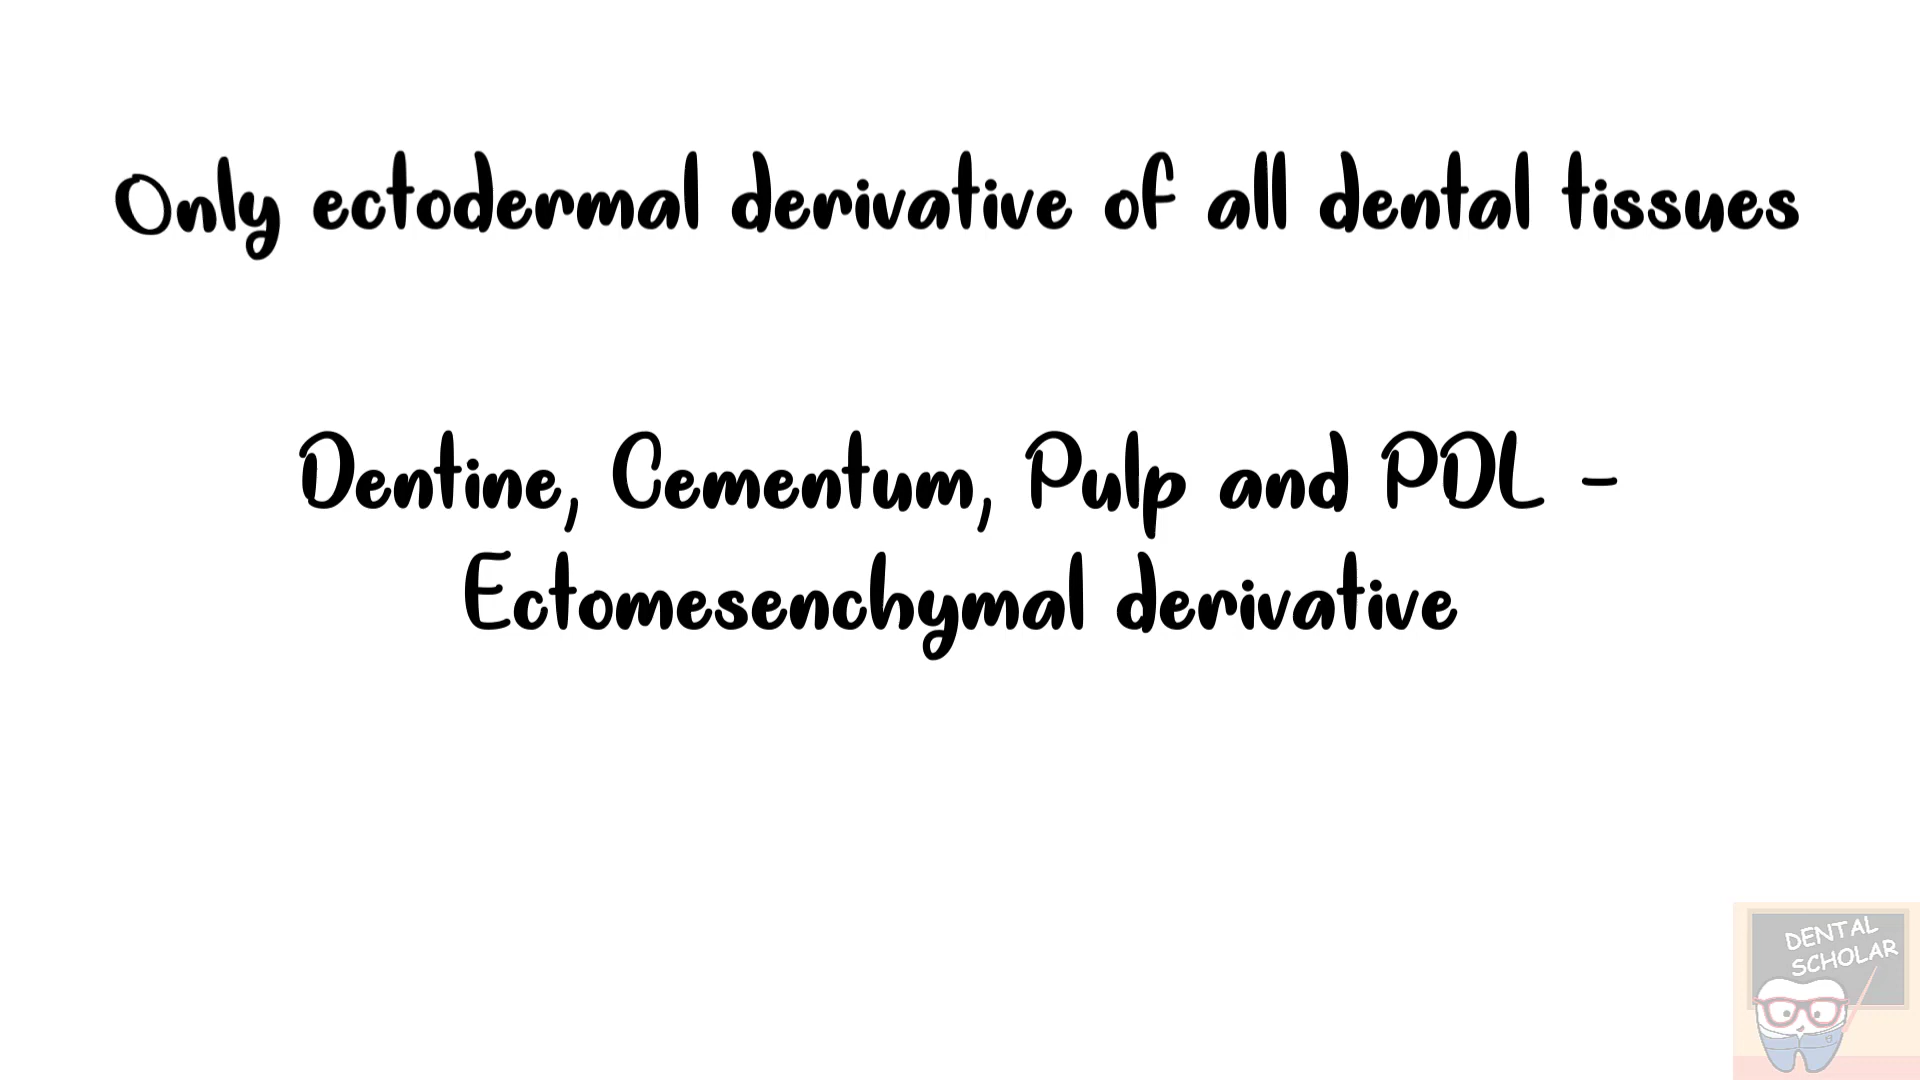 Only ectodermal derivative of all dental tissues
Dentine, Cementum, Pulp and PDL -
Ectomesenchymal derivative
DENTAL
SCHOLAR